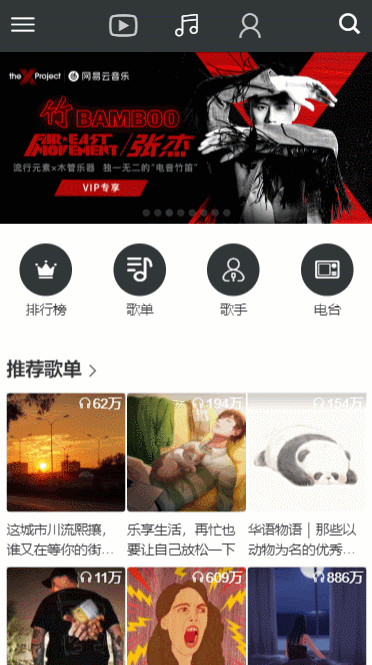 theXProject | 网易云音乐
竹 BAMBOO
FAR★EAST MOVEMENT / 张杰
流行元素×木管乐器 独一无二的“电音竹笛”
VIP专享
排行榜 歌单 歌手 电台
推荐歌单 >
62万 194万 154万
这城市川流熙攘， 乐享生活，再忙也 华语物语｜那些以
谁又在等你的街… 要让自己放松一下 动物为名的优秀…
11万 609万 886万